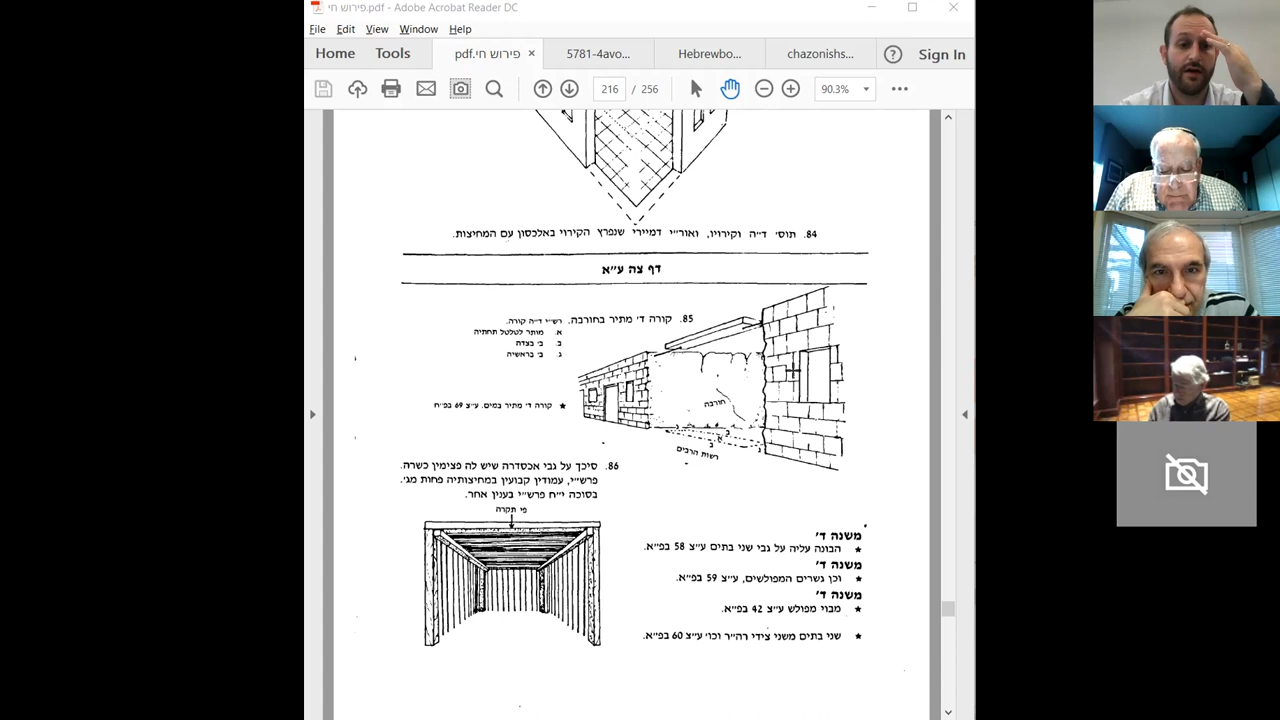 פירוש חי.pdf - Adobe Acrobat Reader DC
File Edit View Window Help
Home Tools פירוש חי.pdf × 5781-4avo... Hebrewbo... chazonishs... ? Sign In
216 / 256 90.3%
84. תוס׳ ד״ה וקירויו, ואור״י דמיירי שנפרץ הקירוי באלכסון עם המחיצות.
דף צה ע״א
85. קורה ד׳ מתיר בחורבה. רש״י ד״ה קורה.
א. מותר לטלטל תחתיה
ב. ב׳ בצדה
ג. ב׳ בראשיה
★ קורה ד׳ מתיר במים. ע״צ 69 בפ״ח
חורבה
ב
א
ב
ג
רשות הרבים
86. סיכך על גבי אכסדרה שיש לה פצימין כשרה.
פרש״י, עמודין קבועין במחיצותיה פחות מג׳.
בסוכה י״ח פרש״י בענין אחר.
פי תקרה
משנה ד׳
★ הבונה עליה על גבי שני בתים ע״צ 58 בפ״א.
משנה ד׳
★ וכן גשרים המפולשים, ע״צ 59 בפ״א.
משנה ד׳
★ מבוי מפולש ע״צ 42 בפ״א.
★ שני בתים משני צידי רה״ר וכו׳ ע״צ 60 בפ״א.